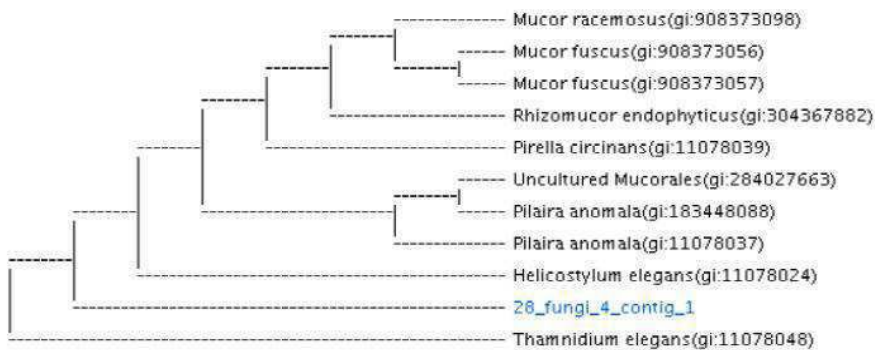 Mucor racemosus(gi:908373098)
Mucor fuscus(gi:908373056)
Mucor fuscus(gi:908373057)
Rhizomucor endophyticus(gi:304367882)
Pirella circinans(gi:11078039)
Uncultured Mucorales(gi:284027663)
Pilaira anomala(gi:183448088)
Pilaira anomala(gi:11078037)
Helicostylum elegans(gi:11078024)
28_fungi_4_contig_1
Thamnidium elegans(gi:11078048)